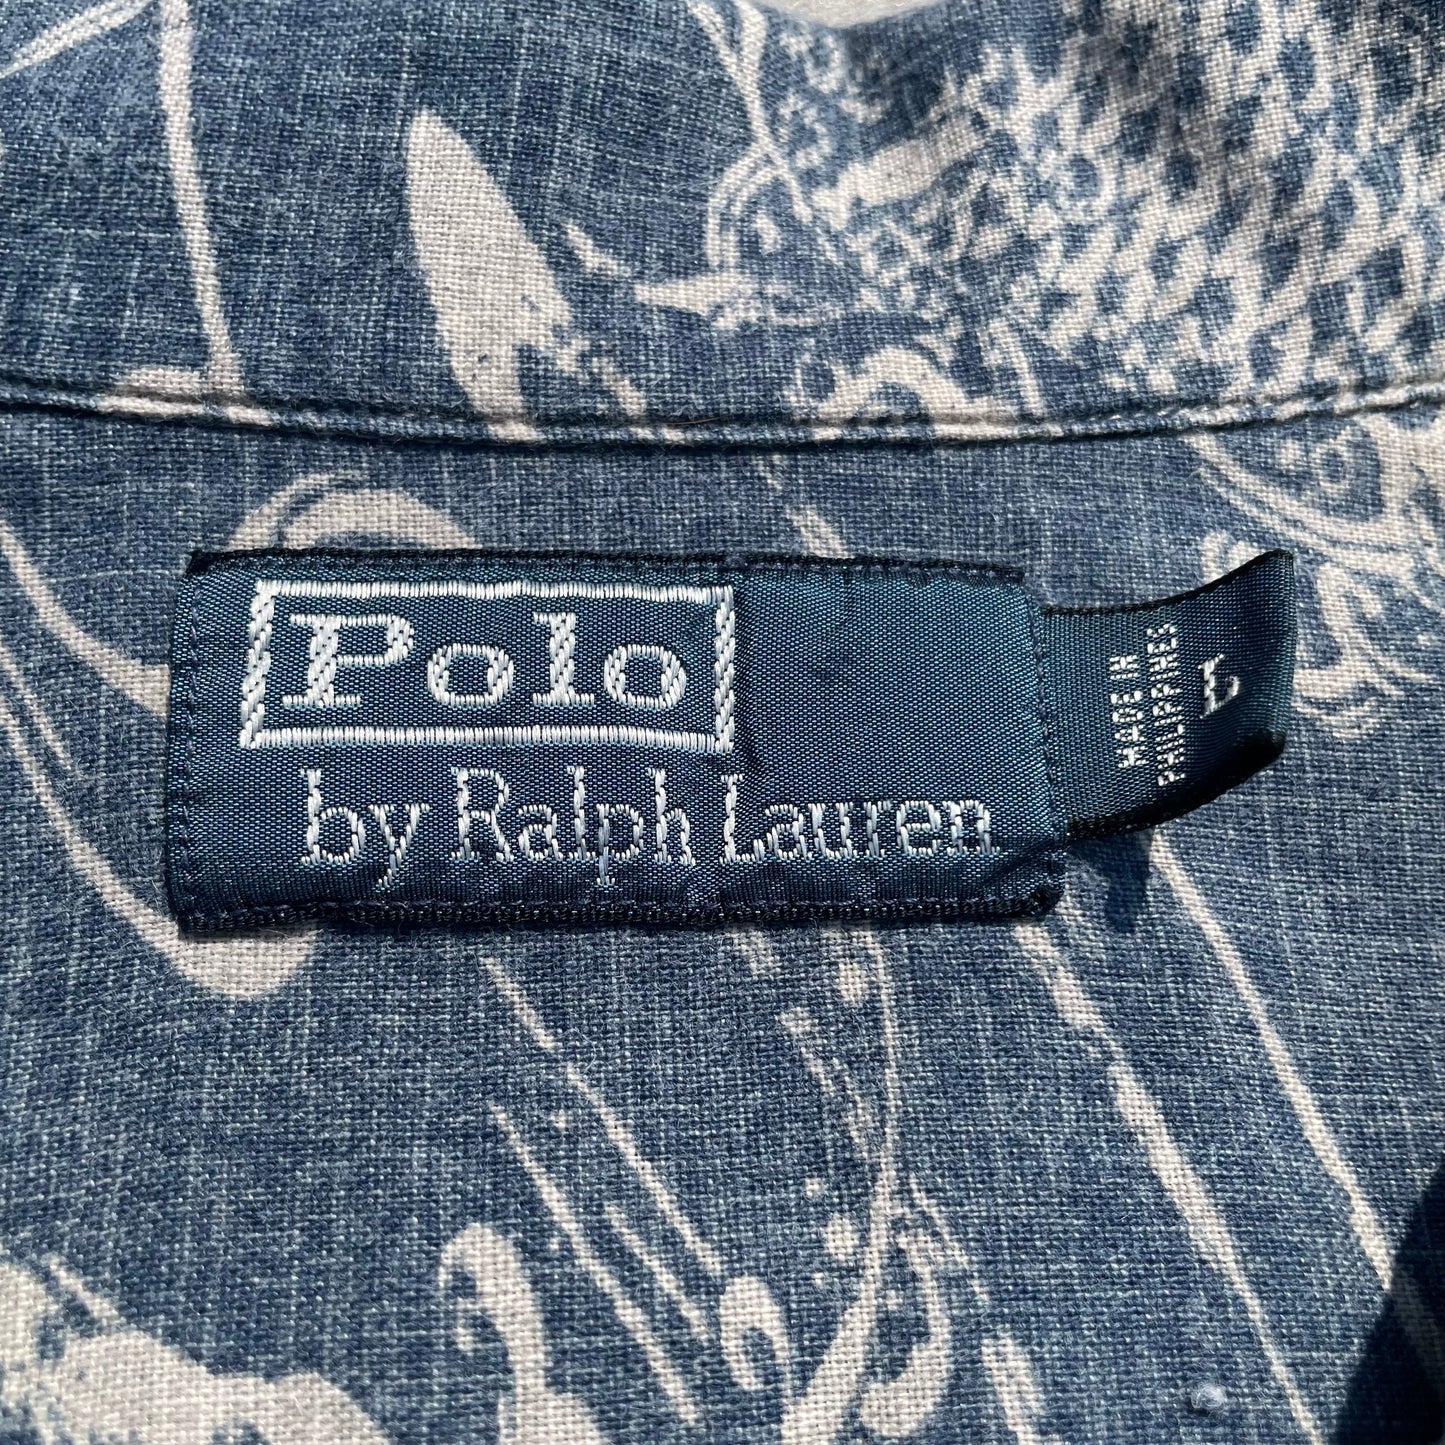 Polo
by Ralph Lauren
MADE IN
PHILIPPINES
L